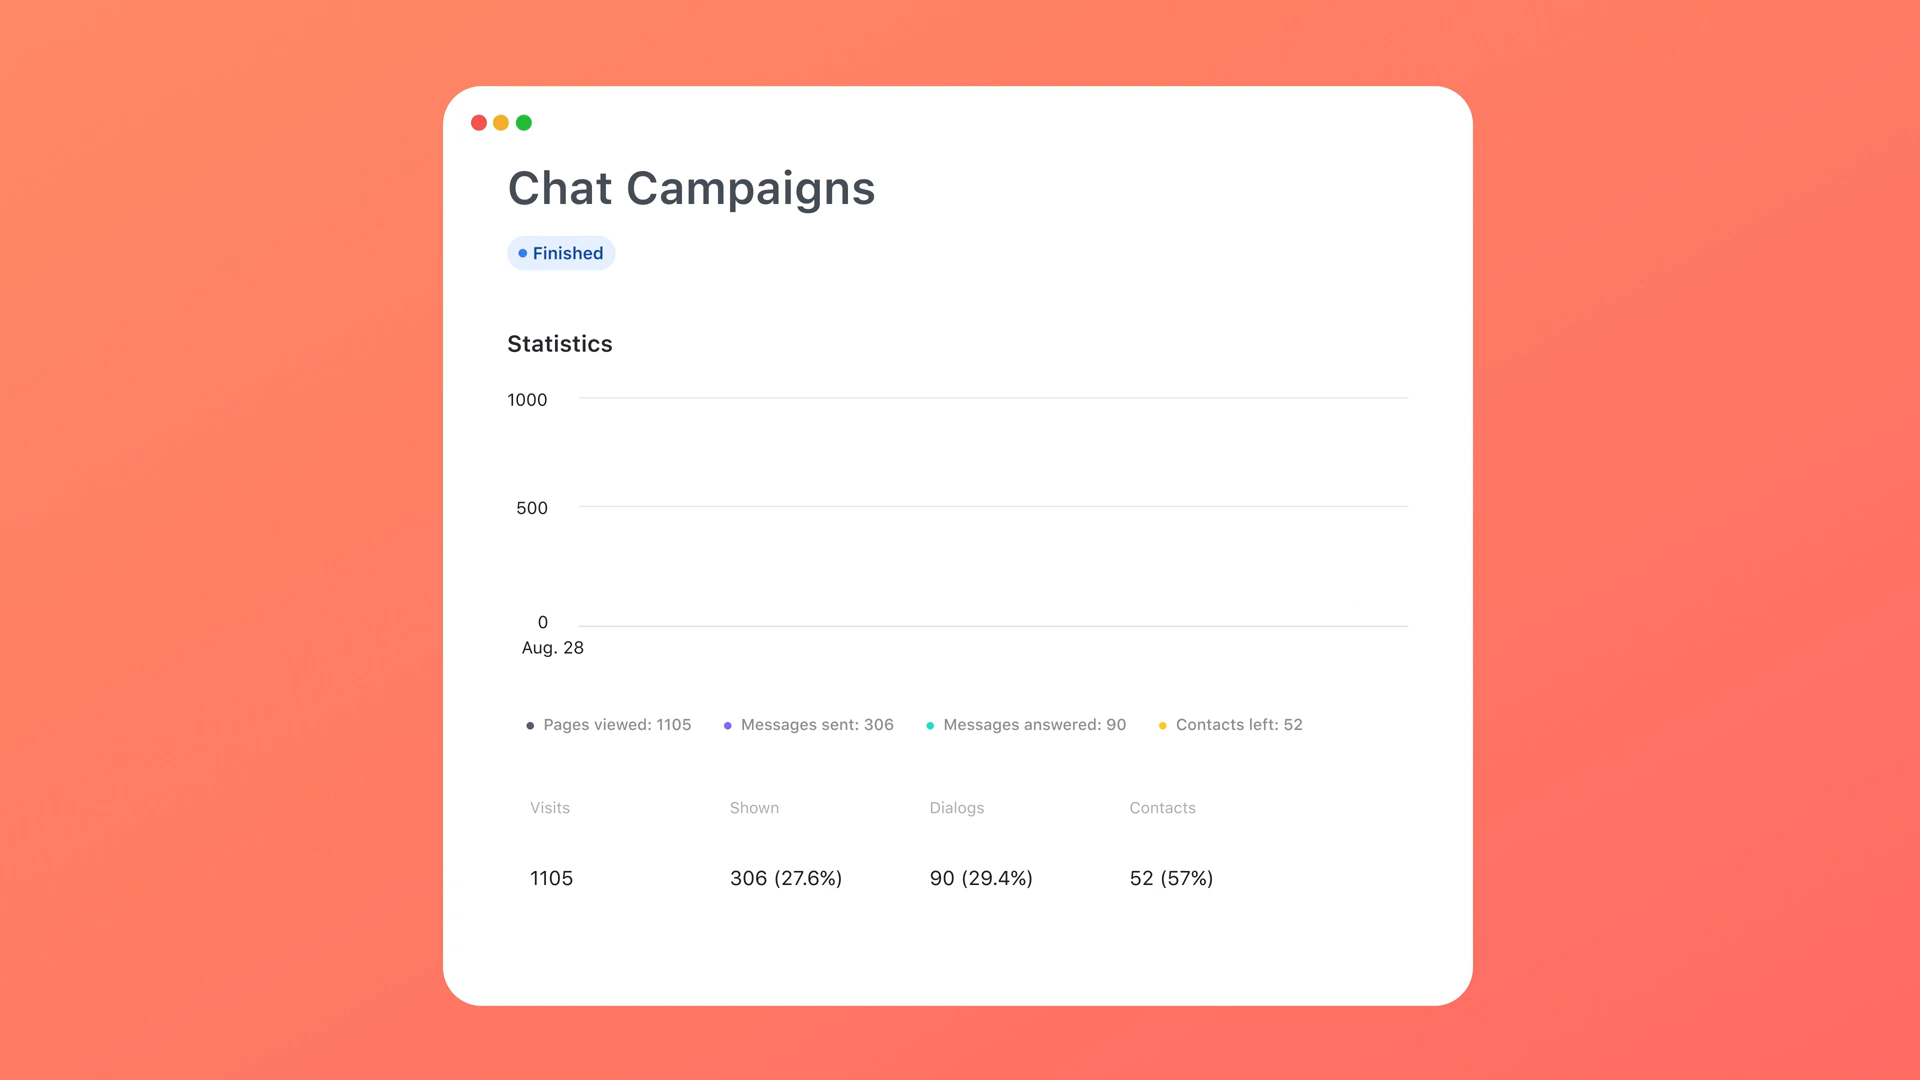 Chat Campaigns
Finished
Statistics
1000
500
0
Aug. 28
Pages viewed: 1105 Messages sent: 306 Messages answered: 90 Contacts left: 52
Visits Shown Dialogs Contacts
1105 306 (27.6%) 90 (29.4%) 52 (57%)